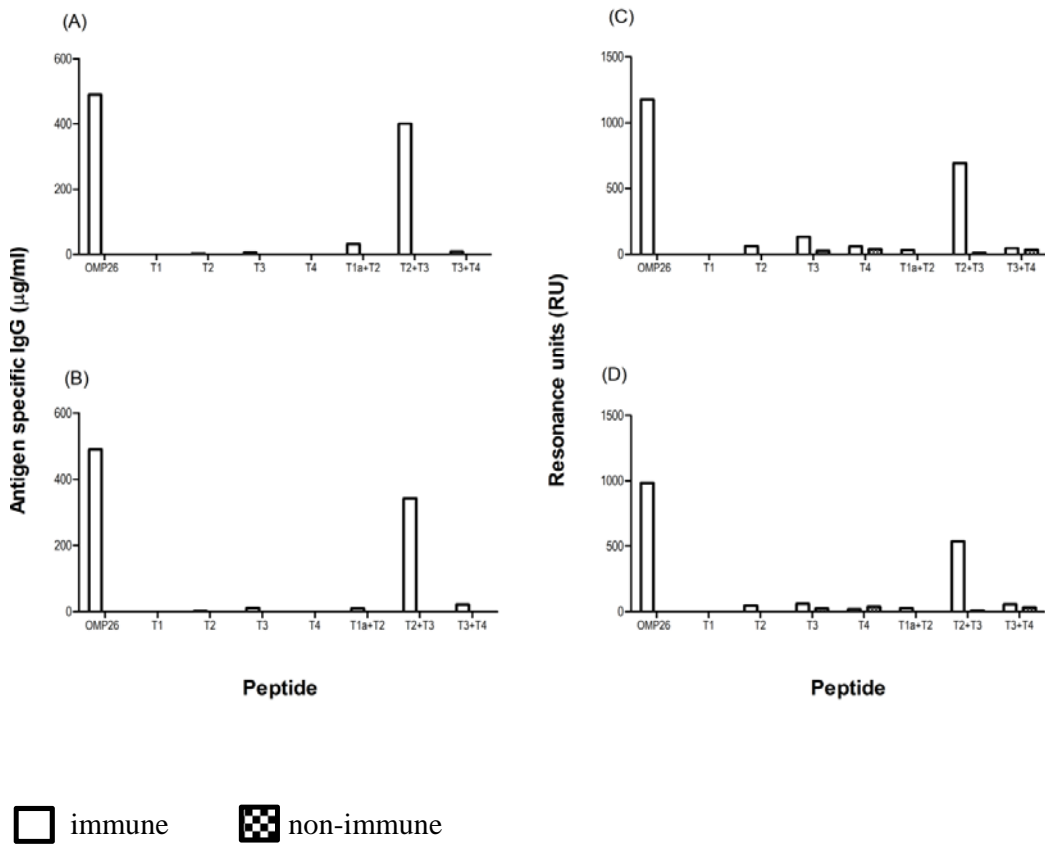 (A)
600
400
200
0
OMP26 T1 T2 T3 T4 T1a+T2 T2+T3 T3+T4
(B)
600
400
200
0
OMP26 T1 T2 T3 T4 T1a+T2 T2+T3 T3+T4
Antigen specific IgG (µg/ml)
Peptide
(C)
1500
1000
500
0
OMP26 T1 T2 T3 T4 T1a+T2 T2+T3 T3+T4
(D)
1500
1000
500
0
OMP26 T1 T2 T3 T4 T1a+T2 T2+T3 T3+T4
Resonance units (RU)
Peptide
immune non-immune